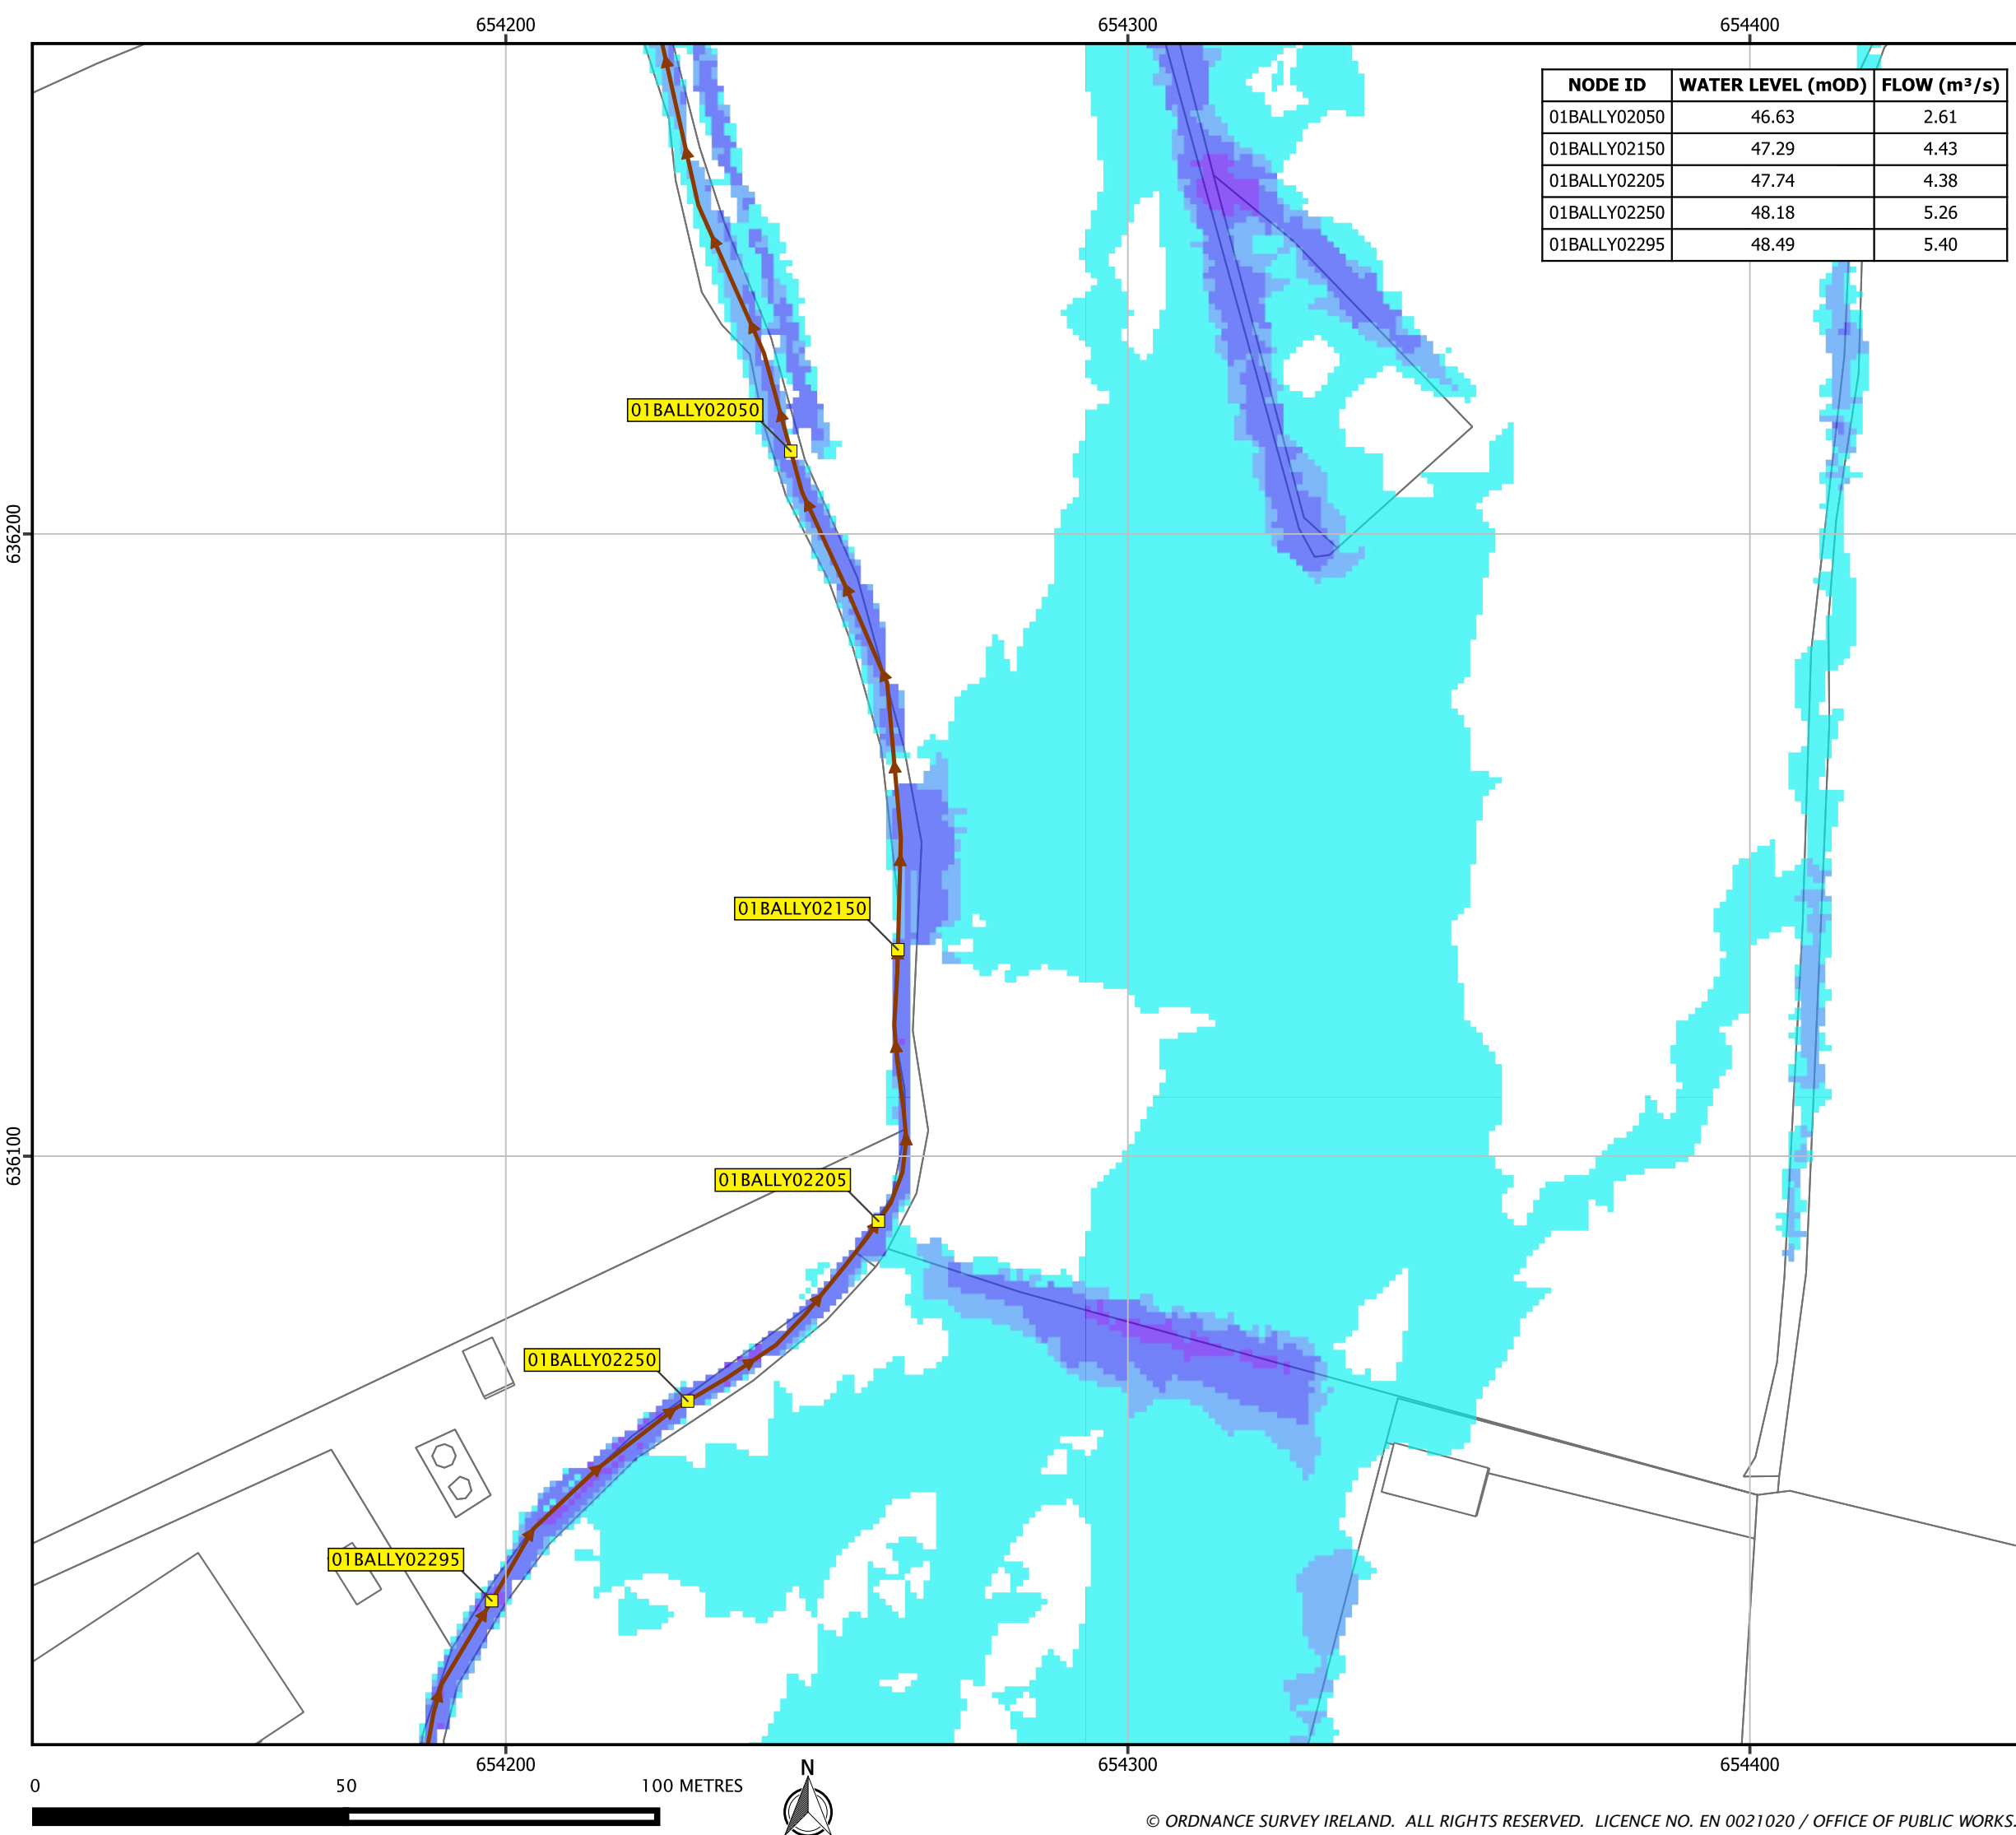 654200 654300 654400
NODE ID WATER LEVEL (mOD) FLOW (m³/s)
01BALLY02050 46.63 2.61
01BALLY02150 47.29 4.43
01BALLY02205 47.74 4.38
01BALLY02250 48.18 5.26
01BALLY02295 48.49 5.40
01BALLY02050
636200
01BALLY02150
636100
01BALLY02205
01BALLY02250
01BALLY02295
654200 654300 654400
0 50 100 METRES
N
© ORDNANCE SURVEY IRELAND. ALL RIGHTS RESERVED. LICENCE NO. EN 0021020 / OFFICE OF PUBLIC WORKS